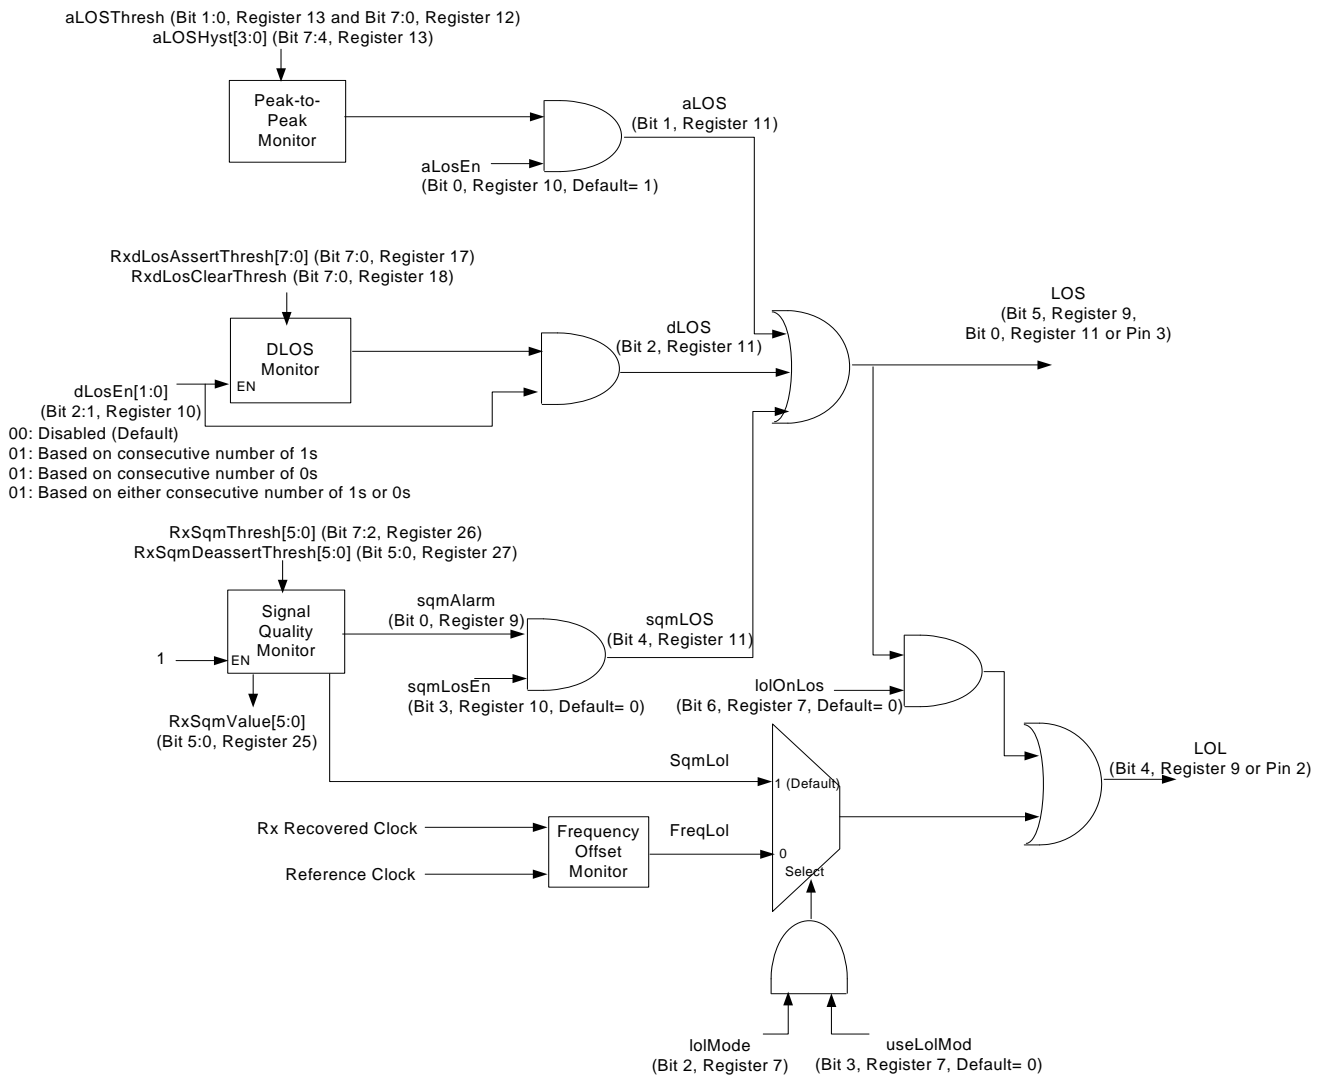 aLOSThresh (Bit 1:0, Register 13 and Bit 7:0, Register 12)
aLOSHyst[3:0] (Bit 7:4, Register 13)
Peak-to-
Peak
Monitor
aLOS
(Bit 1, Register 11)
aLosEn
(Bit 0, Register 10, Default= 1)
RxdLosAssertThresh[7:0] (Bit 7:0, Register 17)
RxdLosClearThresh (Bit 7:0, Register 18)
DLOS
Monitor
EN
dLosEn[1:0]
(Bit 2:1, Register 10)
00: Disabled (Default)
01: Based on consecutive number of 1s
01: Based on consecutive number of 0s
01: Based on either consecutive number of 1s or 0s
dLOS
(Bit 2, Register 11)
LOS
(Bit 5, Register 9,
Bit 0, Register 11 or Pin 3)
RxSqmThresh[5:0] (Bit 7:2, Register 26)
RxSqmDeassertThresh[5:0] (Bit 5:0, Register 27)
Signal
Quality
Monitor
1
EN
RxSqmValue[5:0]
(Bit 5:0, Register 25)
sqmAlarm
(Bit 0, Register 9)
sqmLosEn
(Bit 3, Register 10, Default= 0)
sqmLOS
(Bit 4, Register 11)
lolOnLos
(Bit 6, Register 7, Default= 0)
SqmLol
1 (Default)
LOL
(Bit 4, Register 9 or Pin 2)
Rx Recovered Clock
Reference Clock
Frequency
Offset
Monitor
FreqLol
0
Select
lolMode
(Bit 2, Register 7)
useLolMod
(Bit 3, Register 7, Default= 0)